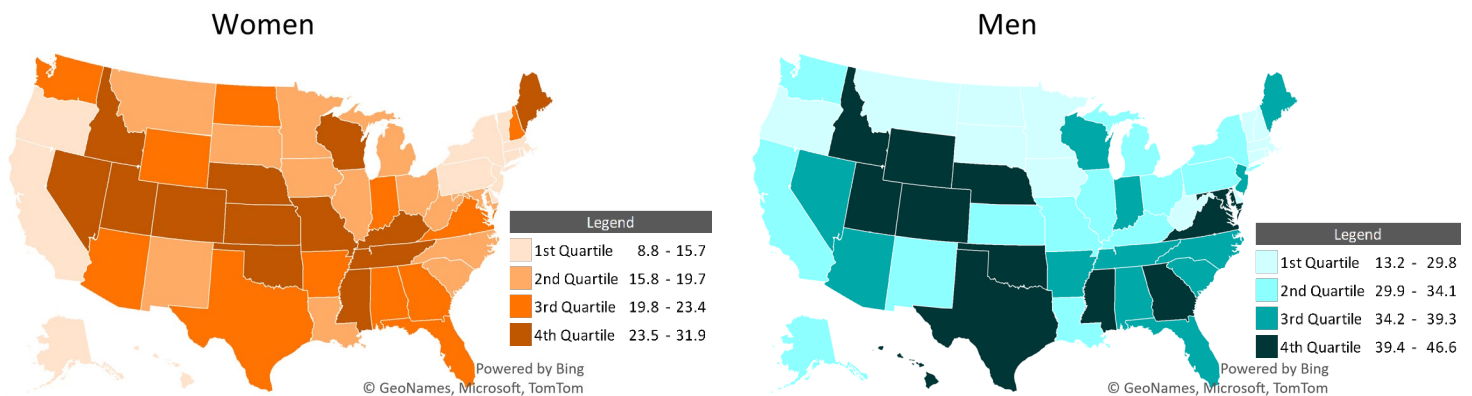 Women
Legend
1st Quartile 8.8 - 15.7
2nd Quartile 15.8 - 19.7
3rd Quartile 19.8 - 23.4
4th Quartile 23.5 - 31.9
Powered by Bing
© GeoNames, Microsoft, TomTom
Men
Legend
1st Quartile 13.2 - 29.8
2nd Quartile 29.9 - 34.1
3rd Quartile 34.2 - 39.3
4th Quartile 39.4 - 46.6
Powered by Bing
© GeoNames, Microsoft, TomTom